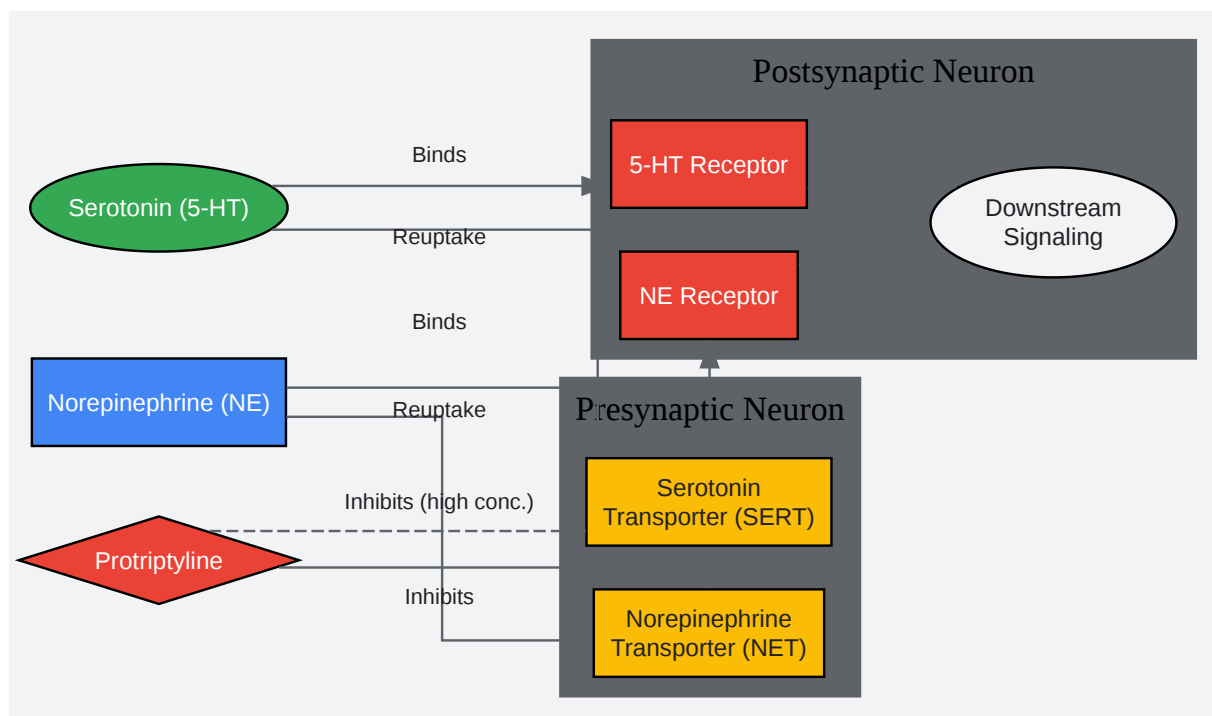 Postsynaptic Neuron
Binds
5-HT Receptor
Serotonin (5-HT)
Downstream
Signaling
Reuptake
NE Receptor
Binds
Norepinephrine (NE)
Reuptake
Presynaptic Neuron
Inhibits (high conc.)
Serotonin
Transporter (SERT)
Protriptyline
Inhibits
Norepinephrine
Transporter (NET)